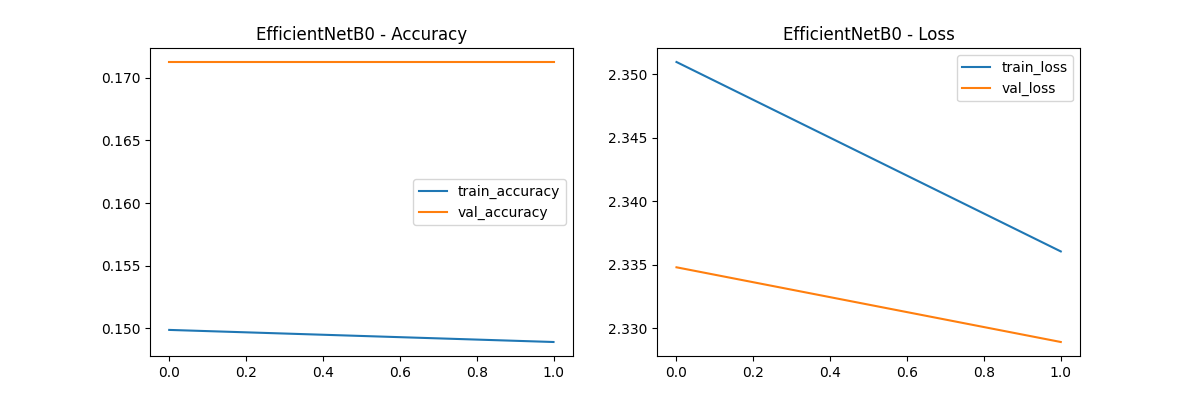 EfficientNetB0 - Accuracy
0.170
0.165
0.160
0.155
0.150
0.0 0.2 0.4 0.6 0.8 1.0
train_accuracy
val_accuracy
EfficientNetB0 - Loss
2.350
2.345
2.340
2.335
2.330
0.0 0.2 0.4 0.6 0.8 1.0
train_loss
val_loss